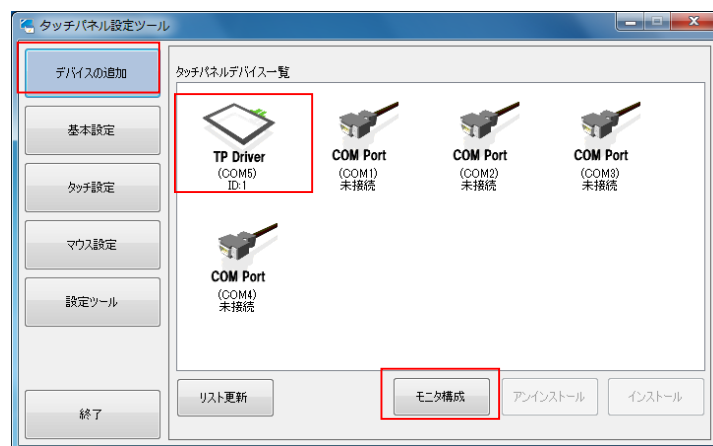 タッチパネル設定ツール
デバイスの追加
基本設定
タッチ設定
マウス設定
設定ツール
終了
タッチパネルデバイス一覧
TP Driver
(COM5)
ID:1
COM Port
(COM1)
未接続
COM Port
(COM2)
未接続
COM Port
(COM3)
未接続
COM Port
(COM4)
未接続
リスト更新
モニタ構成
アンインストール
インストール